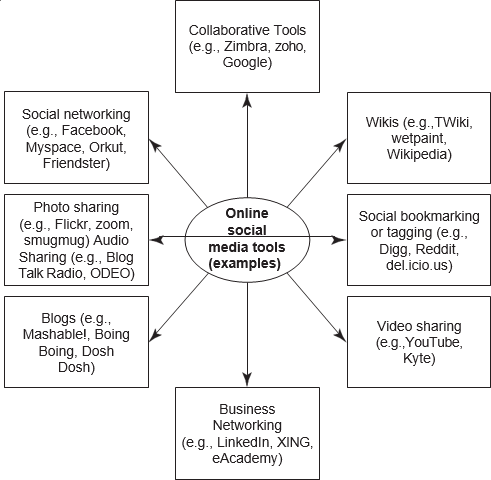 Collaborative Tools
(e.g., Zimbra, zoho,
Google)
Social networking
(e.g., Facebook,
Myspace, Orkut,
Friendster)
Wikis (e.g.,TWiki,
wetpaint,
Wikipedia)
Photo sharing
(e.g., Flickr, zoom,
smugmug) Audio
Sharing (e.g., Blog
Talk Radio, ODEO)
Online
social
media tools
(examples)
Social bookmarking
or tagging (e.g.,
Digg, Reddit,
del.icio.us)
Blogs (e.g.,
Mashable!, Boing
Boing, Dosh
Dosh)
Video sharing
(e.g.,YouTube,
Kyte)
Business
Networking
(e.g., LinkedIn, XING,
eAcademy)